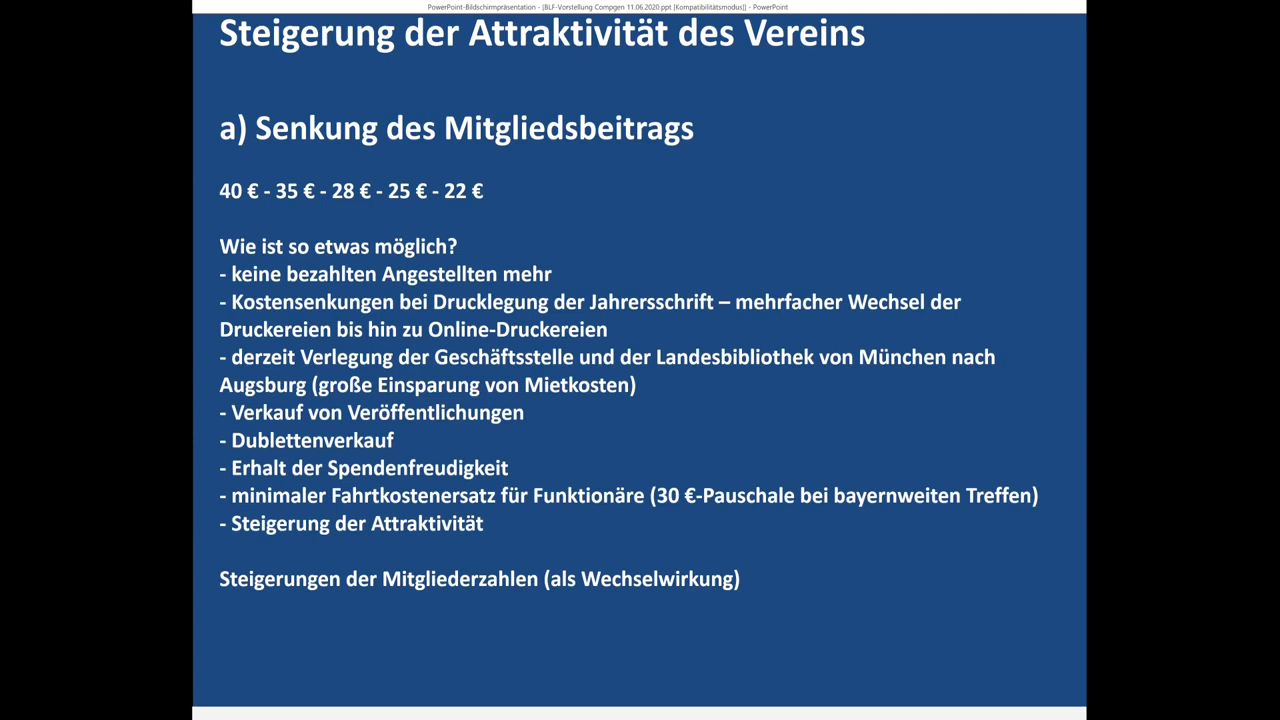 PowerPoint-Bildschirmpräsentation - [BLF-Vorstellung Compgen 11.06.2020.ppt [Kompatibilitätsmodus]] - PowerPoint
Steigerung der Attraktivität des Vereins
a) Senkung des Mitgliedsbeitrags
40 € - 35 € - 28 € - 25 € - 22 €
Wie ist so etwas möglich?
- keine bezahlten Angestellten mehr
- Kostensenkungen bei Drucklegung der Jahrersschrift – mehrfacher Wechsel der
Druckereien bis hin zu Online-Druckereien
- derzeit Verlegung der Geschäftsstelle und der Landesbibliothek von München nach
Augsburg (große Einsparung von Mietkosten)
- Verkauf von Veröffentlichungen
- Dublettenverkauf
- Erhalt der Spendenfreudigkeit
- minimaler Fahrtkostenersatz für Funktionäre (30 €-Pauschale bei bayernweiten Treffen)
- Steigerung der Attraktivität
Steigerungen der Mitgliederzahlen (als Wechselwirkung)